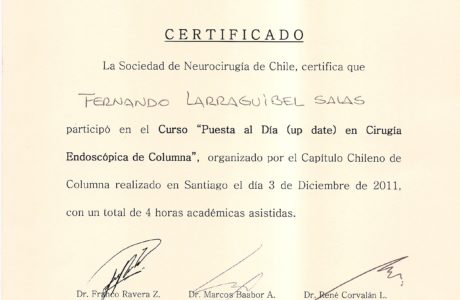 CERTIFICADO
La Sociedad de Neurocirugía de Chile, certifica que
FERNANDO LARRAGUIBEL SALAS
participó en el Curso "Puesta al Día (up date) en Cirugía
Endoscópica de Columna", organizado por el Capítulo Chileno de
Columna realizado en Santiago el día 3 de Diciembre de 2011,
con un total de 4 horas académicas asistidas.
Dr. Franco Ravera Z. Dr. Marcos Baabor A. Dr. René Corvalán L.